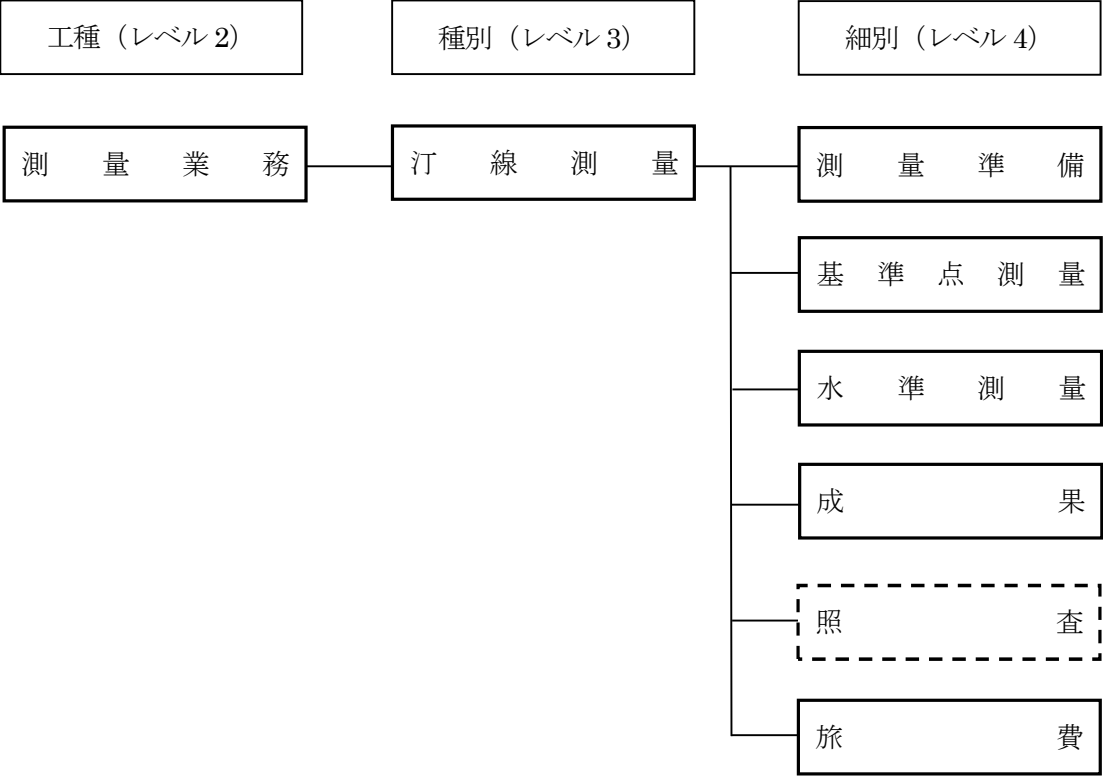 工種（レベル 2） 種別（レベル 3） 細別（レベル 4）
測量業務 汀線測量 測量準備
基準点測量
水準測量
成果
照査
旅費